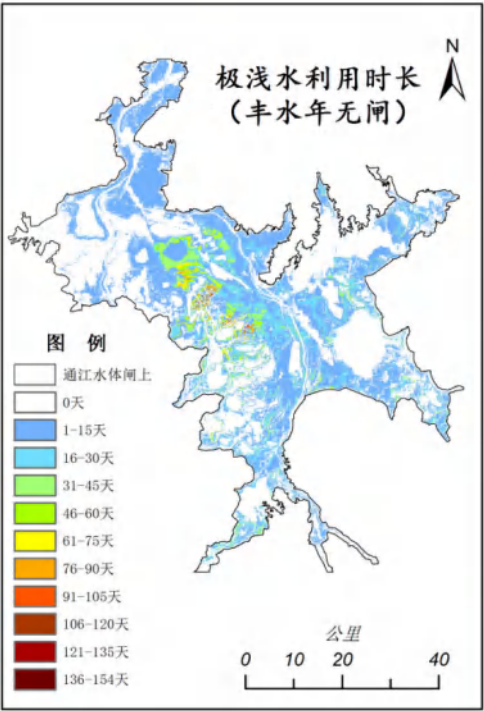 N
极浅水利用时长
（丰水年无闸）
图 例
通江水体闸上
0天
1-15天
16-30天
31-45天
46-60天
61-75天
76-90天
91-105天
106-120天
121-135天
136-154天
公里
0 10 20 40